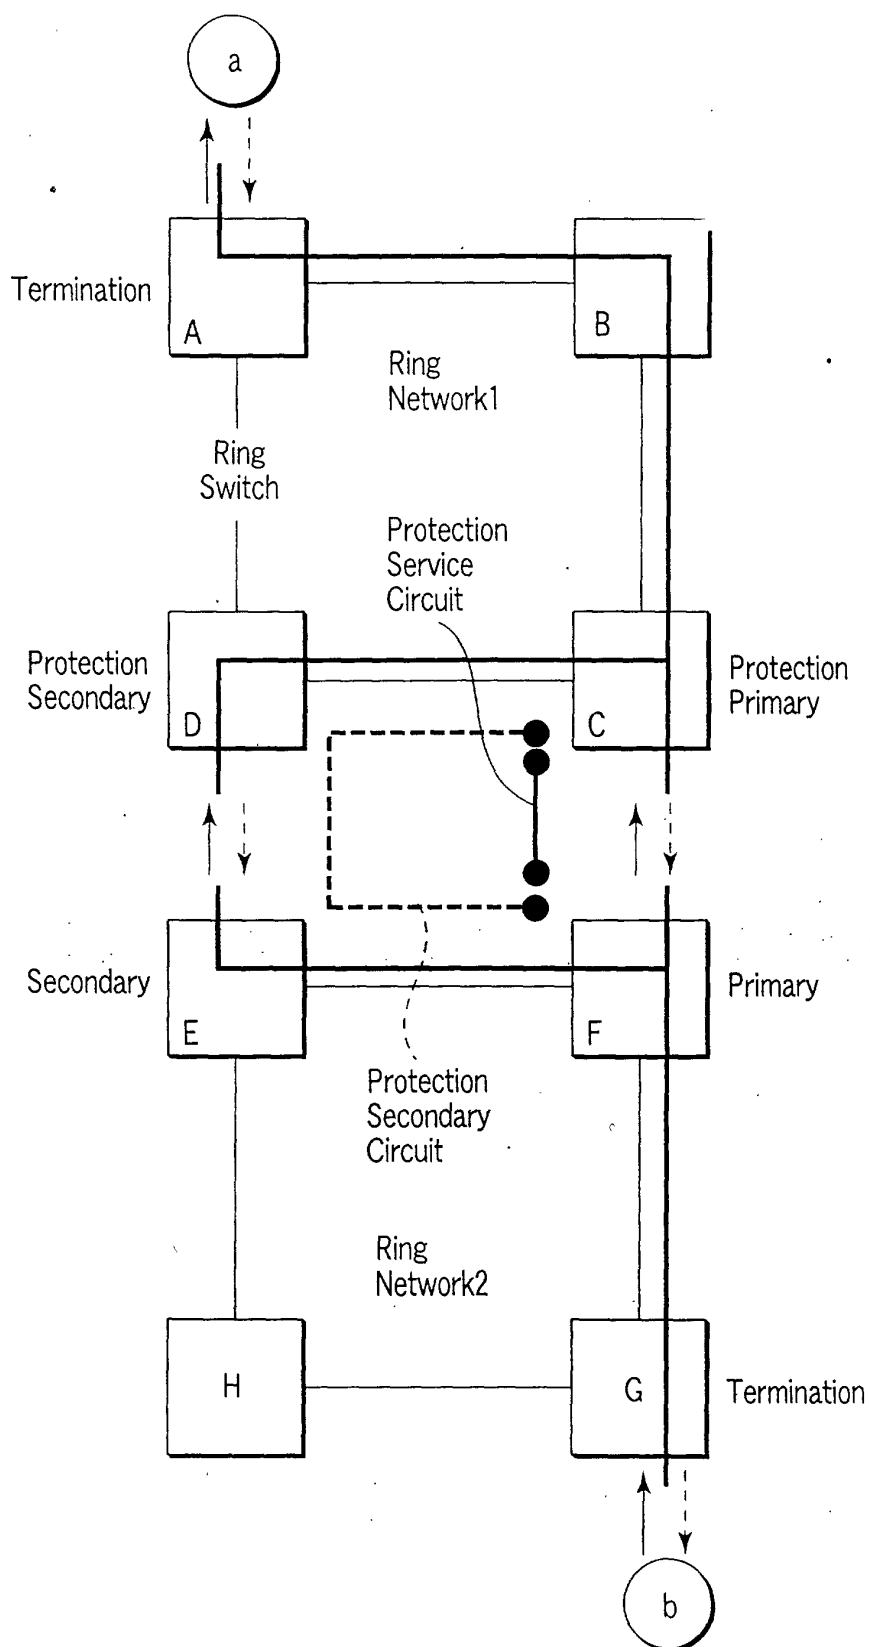 a
Termination
A
B
Ring
Network1
Ring
Switch
Protection
Service
Circuit
Protection
Secondary
D
C
Protection
Primary
Secondary
E
F
Primary
Protection
Secondary
Circuit
Ring
Network2
H
G
Termination
b